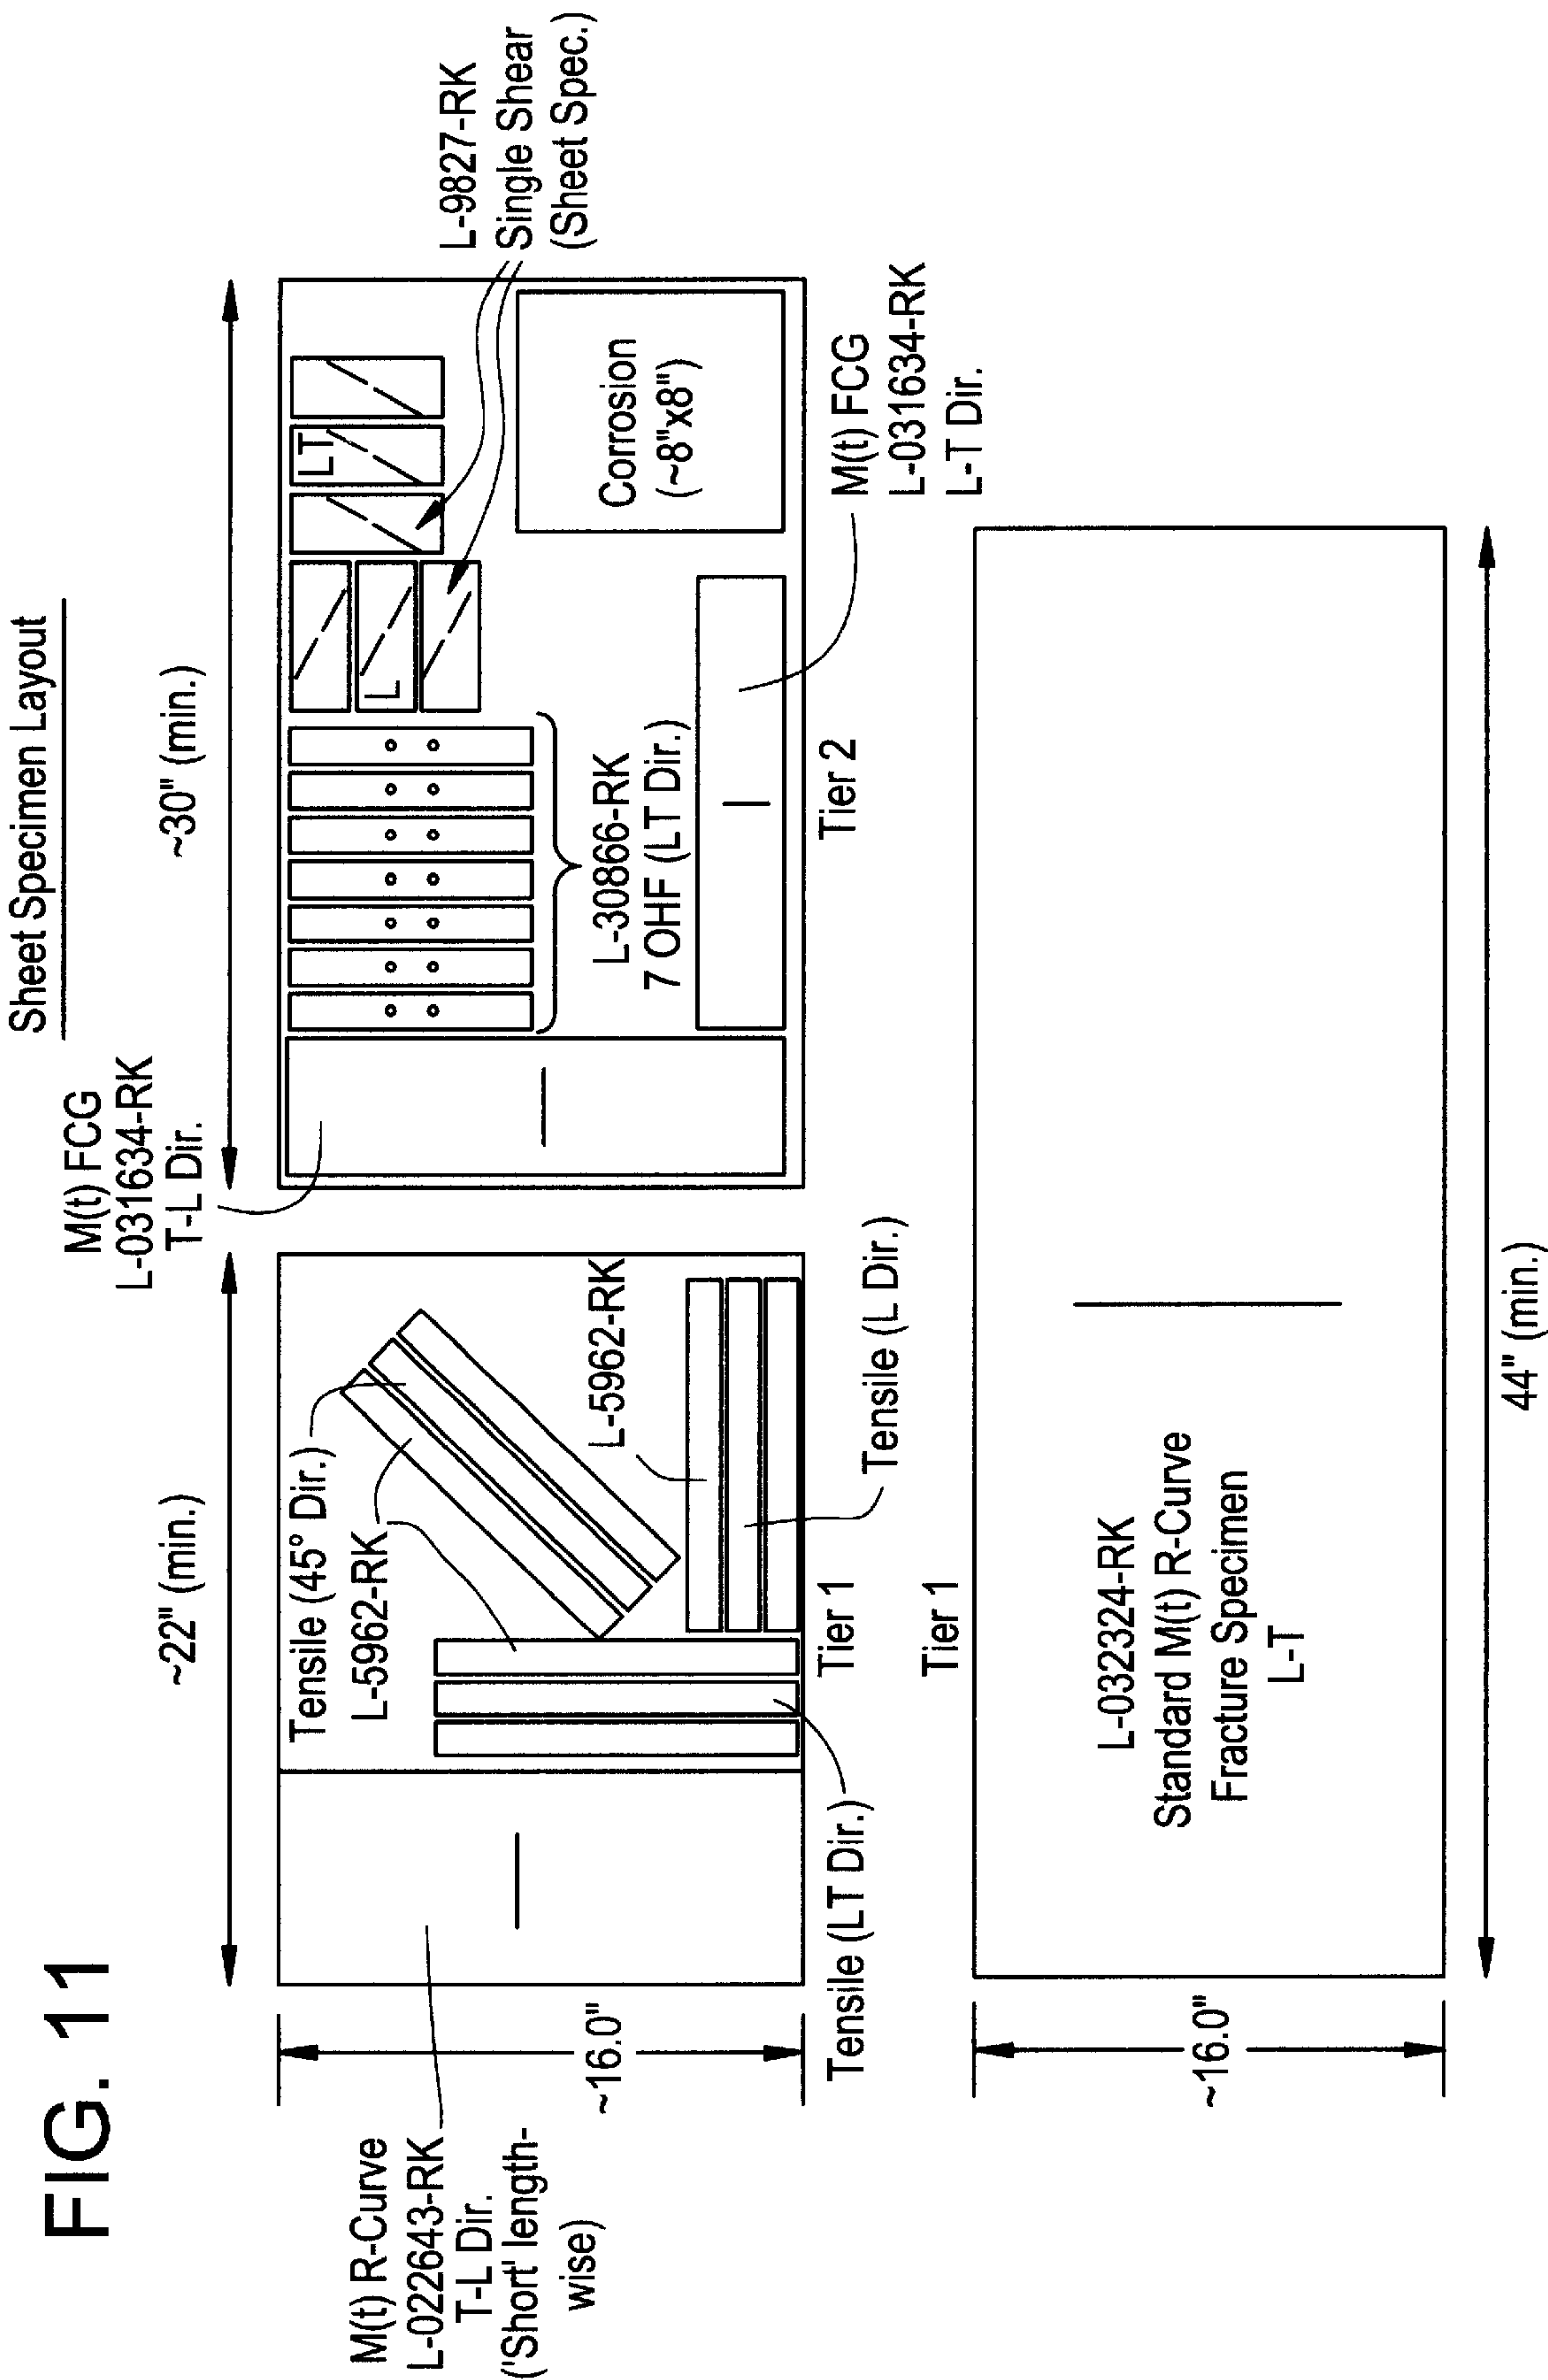 FIG. 11
Sheet Specimen Layout
~22" (min.)
M(t) FCG
L-031634-RK
T-L Dir.
~30" (min.)
M(t) R-Curve
L-022643-RK
T-L Dir.
('Short' length-
wise)
~16.0"
Tensile (45° Dir.)
L-5962-RK
L-5962-RK
Tensile (LT Dir.)
Tier 1
Tensile (L Dir.)
L-30866-RK
7 OHF (LT Dir.)
L
LT
L-9827-RK
Single Shear
(Sheet Spec.)
Corrosion
(~8"x8")
Tier 2
M(t) FCG
L-031634-RK
L-T Dir.
Tier 1
~16.0"
L-032324-RK
Standard M(t) R-Curve
Fracture Specimen
L-T
44" (min.)